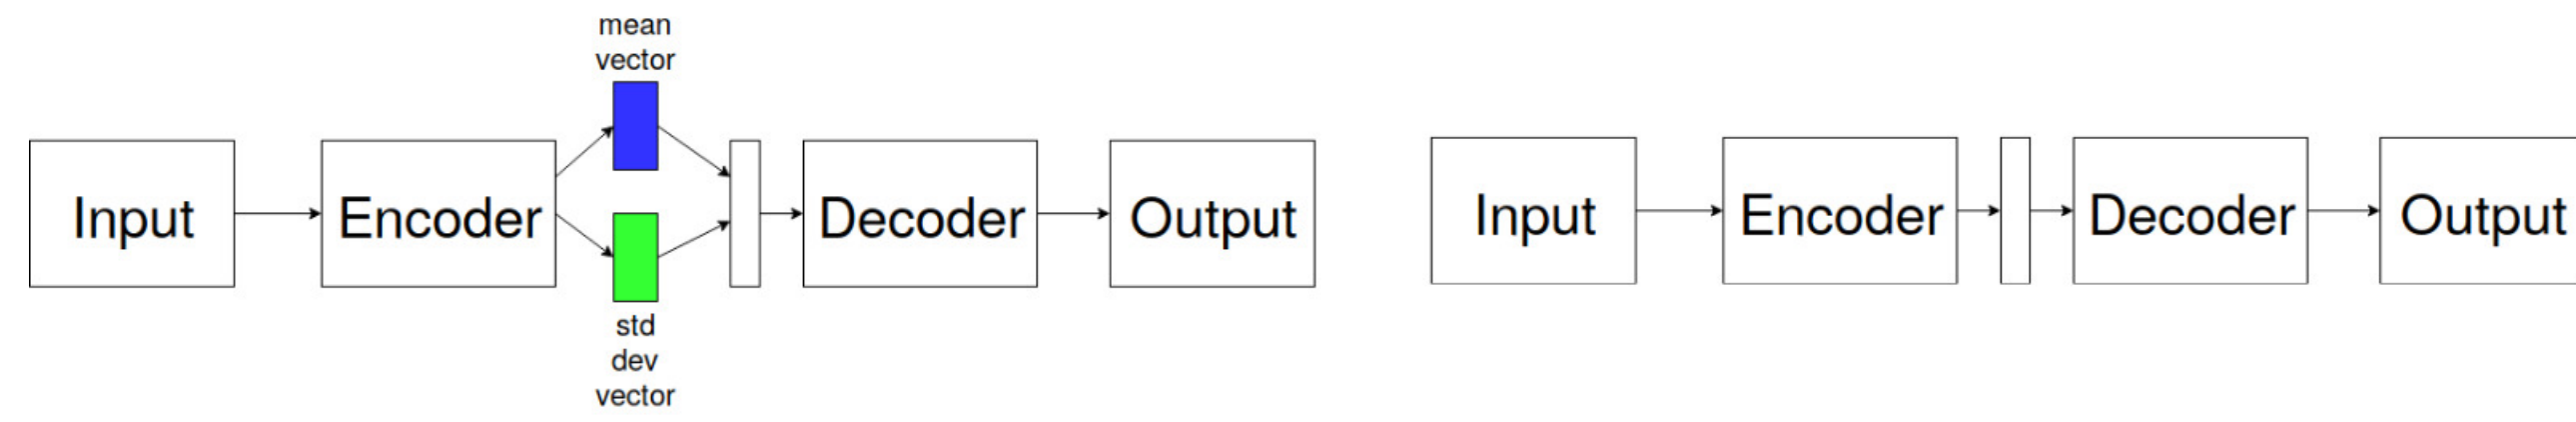 mean
vector
Input
Encoder
Decoder
Output
std
dev
vector
Input
Encoder
Decoder
Output